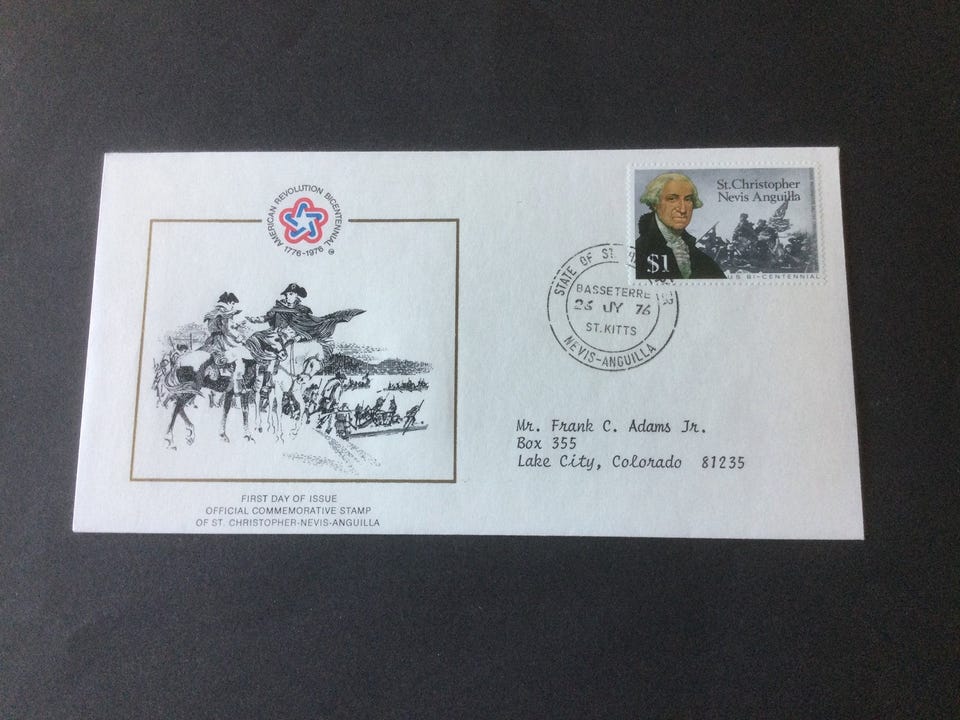 AMERICAN REVOLUTION BICENTENNIAL
1776-1976 ®
FIRST DAY OF ISSUE
OFFICIAL COMMEMORATIVE STAMP
OF ST. CHRISTOPHER-NEVIS-ANGUILLA
St.Christopher
Nevis Anguilla
$1
U.S. BI-CENTENNIAL
STATE OF ST.
BASSETERRE
26 JY 76
ST. KITTS
NEVIS-ANGUILLA
Mr. Frank C. Adams Jr.
Box 355
Lake City, Colorado 81235